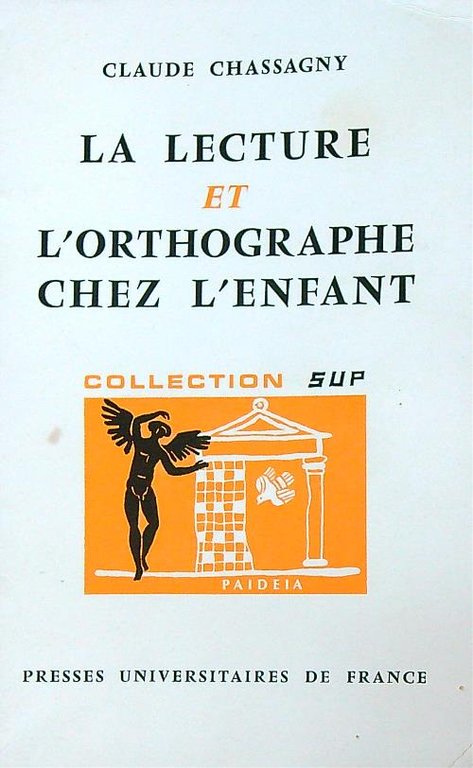 CLAUDE CHASSAGNY
LA LECTURE
ET
L'ORTHOGRAPHE
CHEZ L'ENFANT
COLLECTION SUP
PAIDEIA
PRESSES UNIVERSITAIRES DE FRANCE